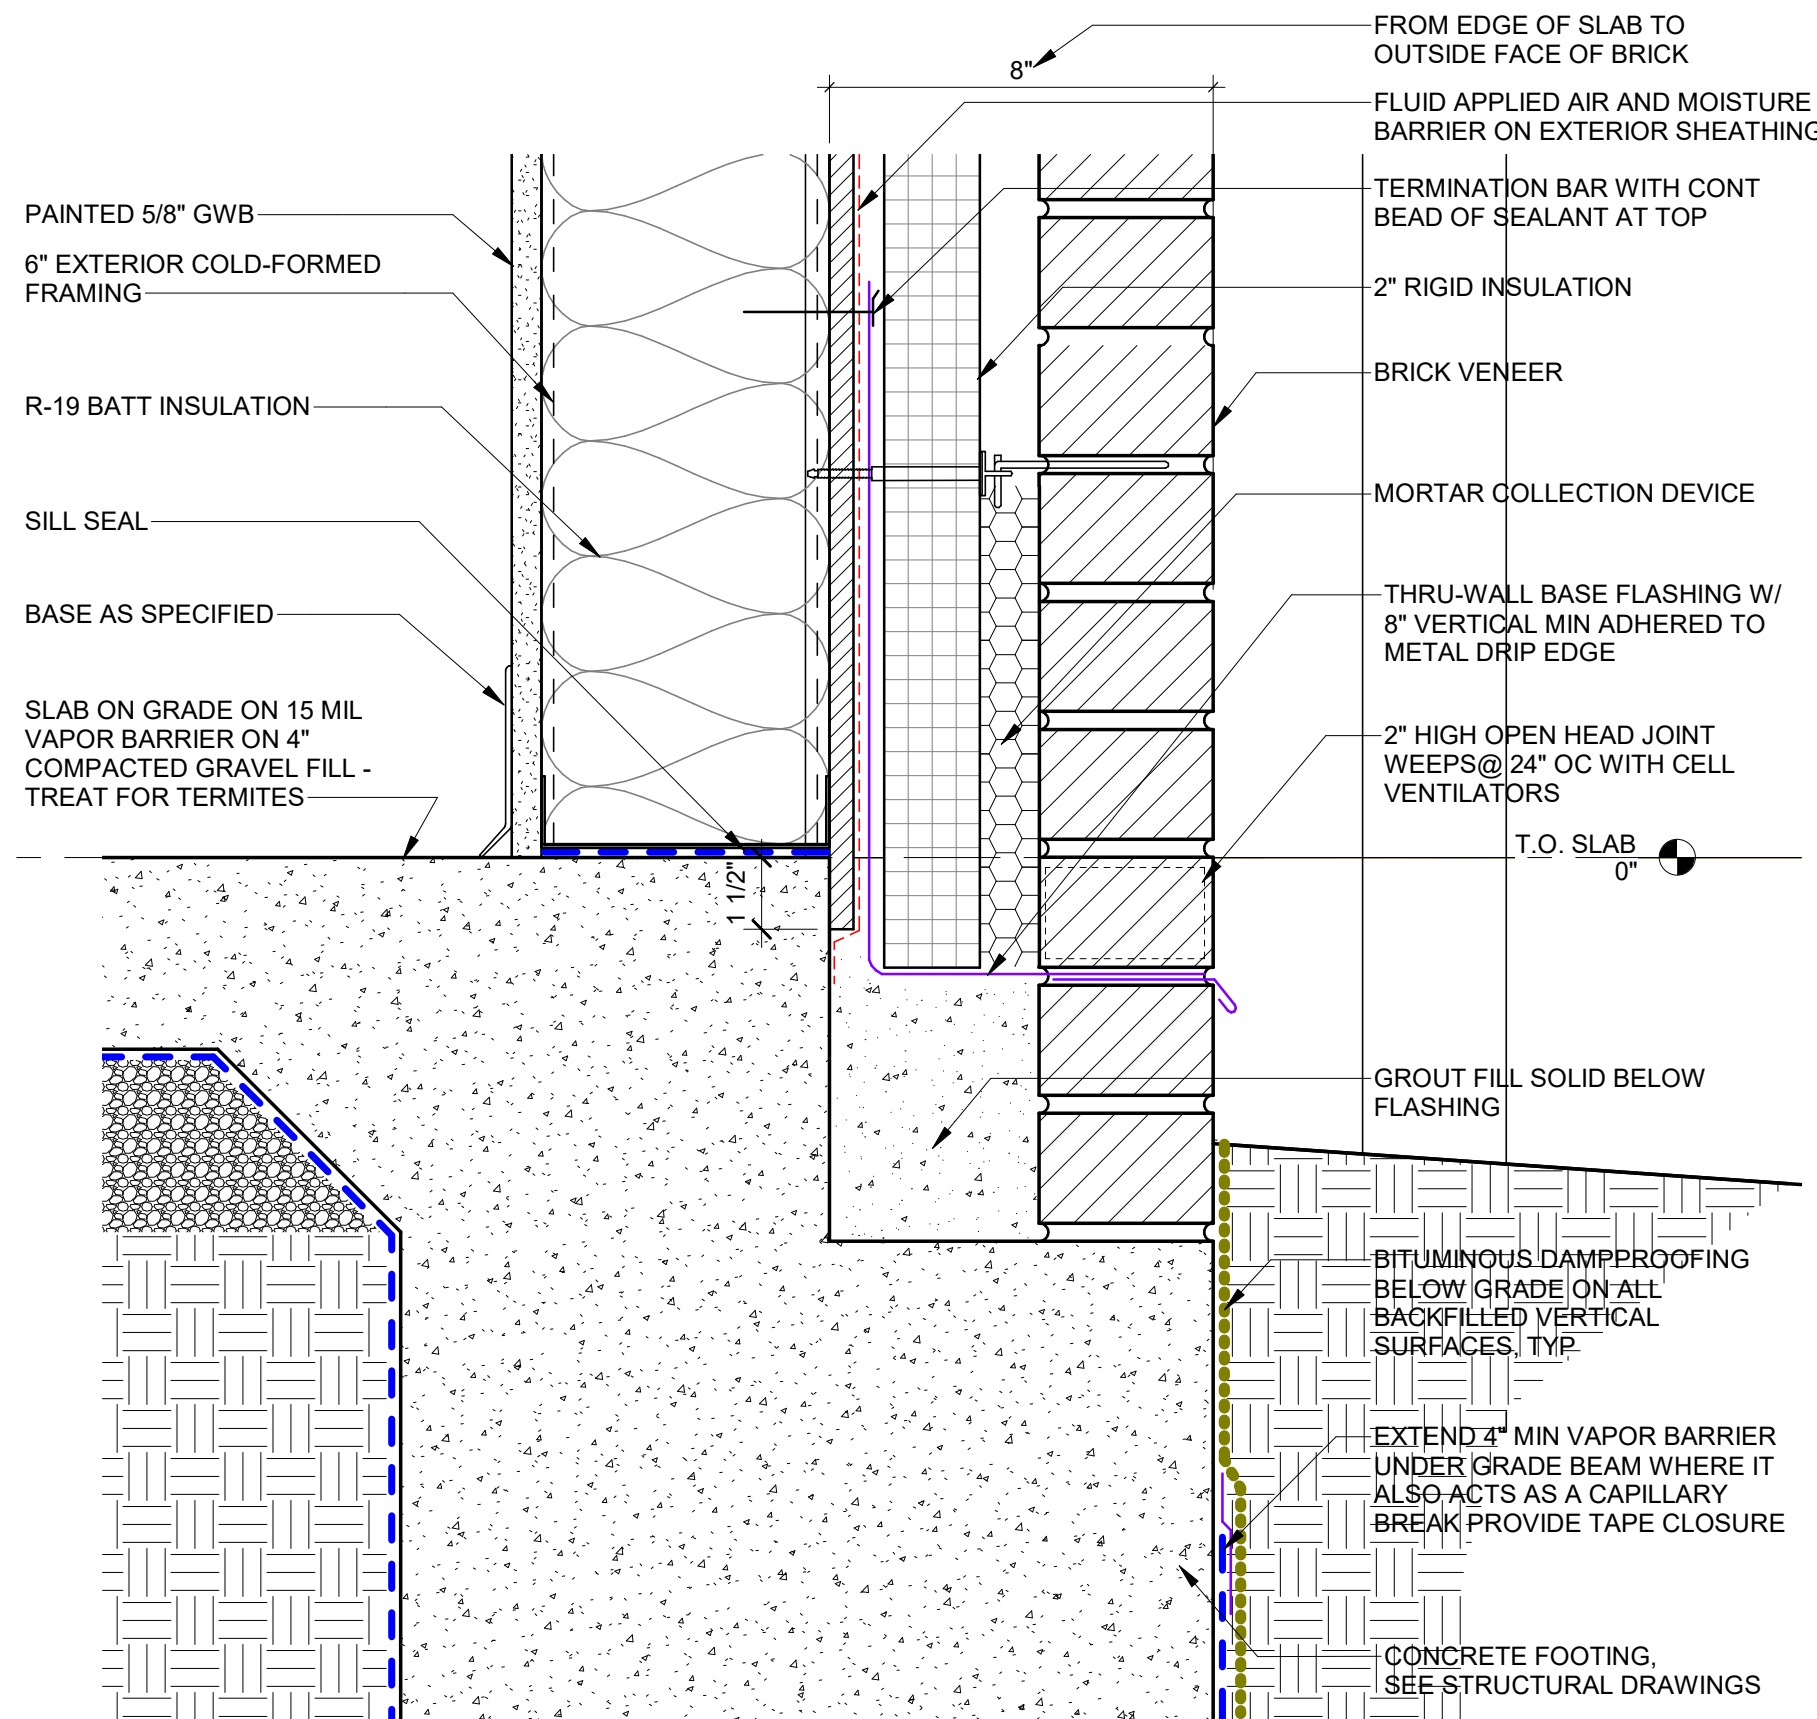 FROM EDGE OF SLAB TO
OUTSIDE FACE OF BRICK
8"
FLUID APPLIED AIR AND MOISTURE
BARRIER ON EXTERIOR SHEATHING
TERMINATION BAR WITH CONT
BEAD OF SEALANT AT TOP
2" RIGID INSULATION
BRICK VENEER
MORTAR COLLECTION DEVICE
THRU-WALL BASE FLASHING W/
8" VERTICAL MIN ADHERED TO
METAL DRIP EDGE
2" HIGH OPEN HEAD JOINT
WEEPS@ 24" OC WITH CELL
VENTILATORS
T.O. SLAB
0"
GROUT FILL SOLID BELOW
FLASHING
BITUMINOUS DAMPPROOFING
BELOW GRADE ON ALL
BACKFILLED VERTICAL
SURFACES, TYP
EXTEND 4" MIN VAPOR BARRIER
UNDER GRADE BEAM WHERE IT
ALSO ACTS AS A CAPILLARY
BREAK PROVIDE TAPE CLOSURE
CONCRETE FOOTING,
SEE STRUCTURAL DRAWINGS
PAINTED 5/8" GWB
6" EXTERIOR COLD-FORMED
FRAMING
R-19 BATT INSULATION
SILL SEAL
BASE AS SPECIFIED
SLAB ON GRADE ON 15 MIL
VAPOR BARRIER ON 4"
COMPACTED GRAVEL FILL -
TREAT FOR TERMITES
1 1/2"